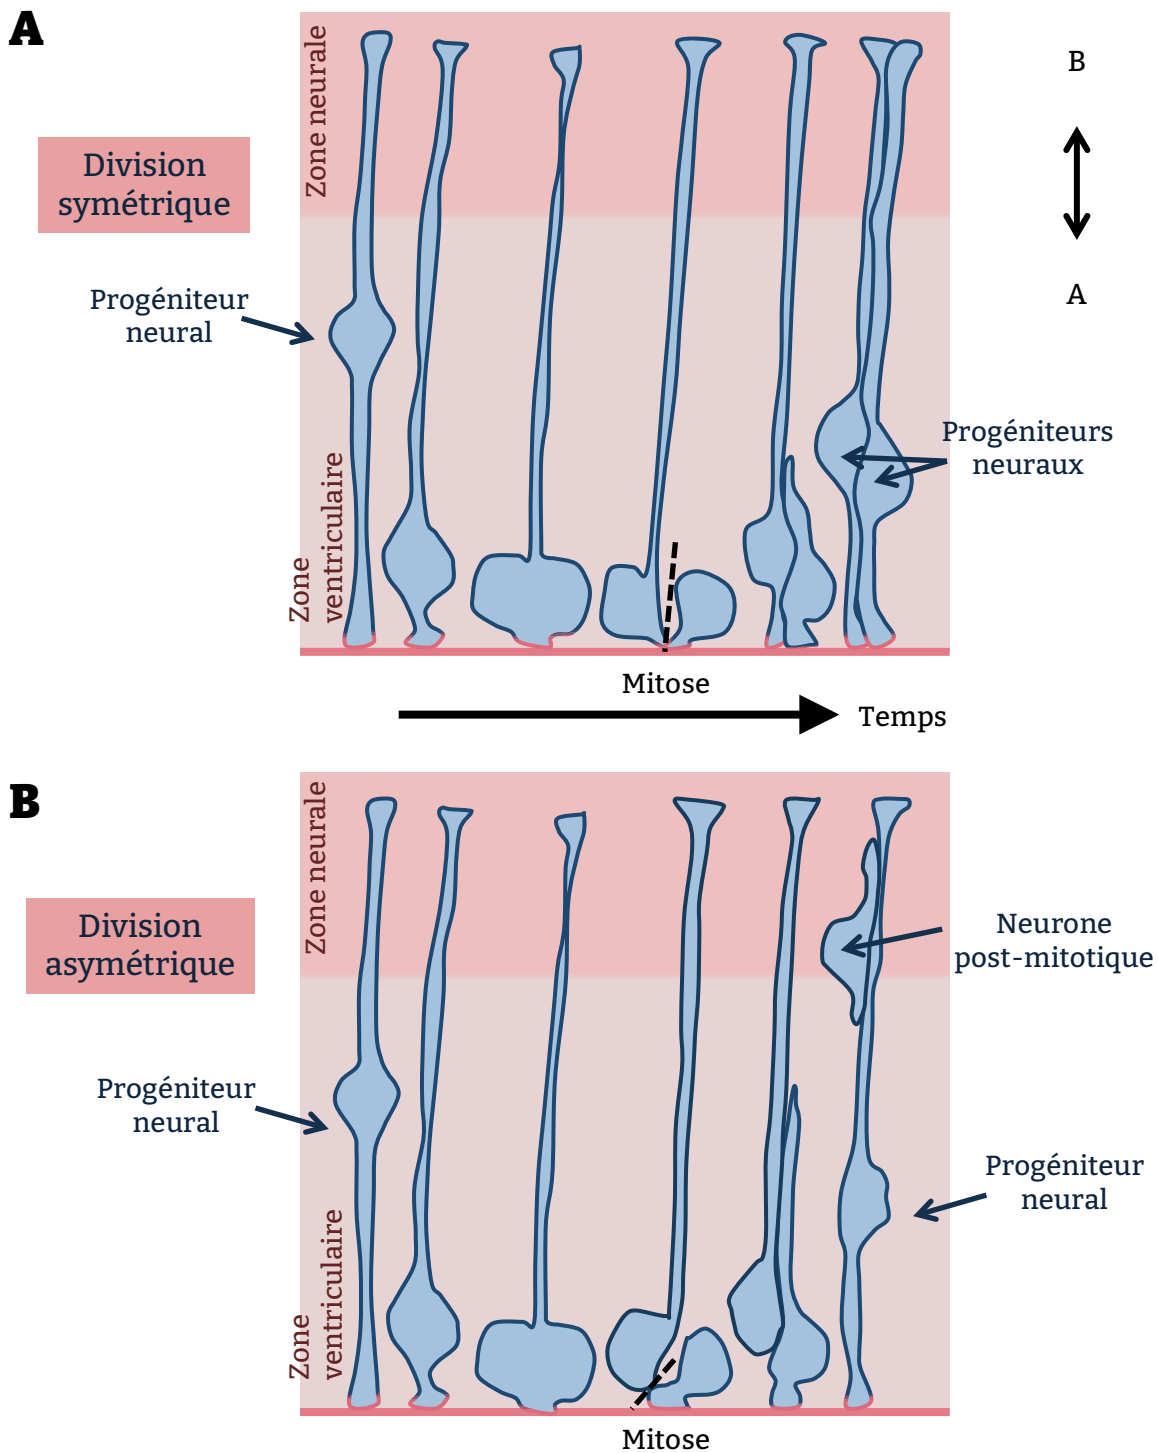 A
Zone neurale
B
Division
symétrique
A
Progéniteur
neural
Progéniteurs
neuraux
Zone
ventriculaire
Mitose
Temps
B
Zone neurale
Division
asymétrique
Neurone
post-mitotique
Progéniteur
neural
Progéniteur
neural
Zone
ventriculaire
Mitose